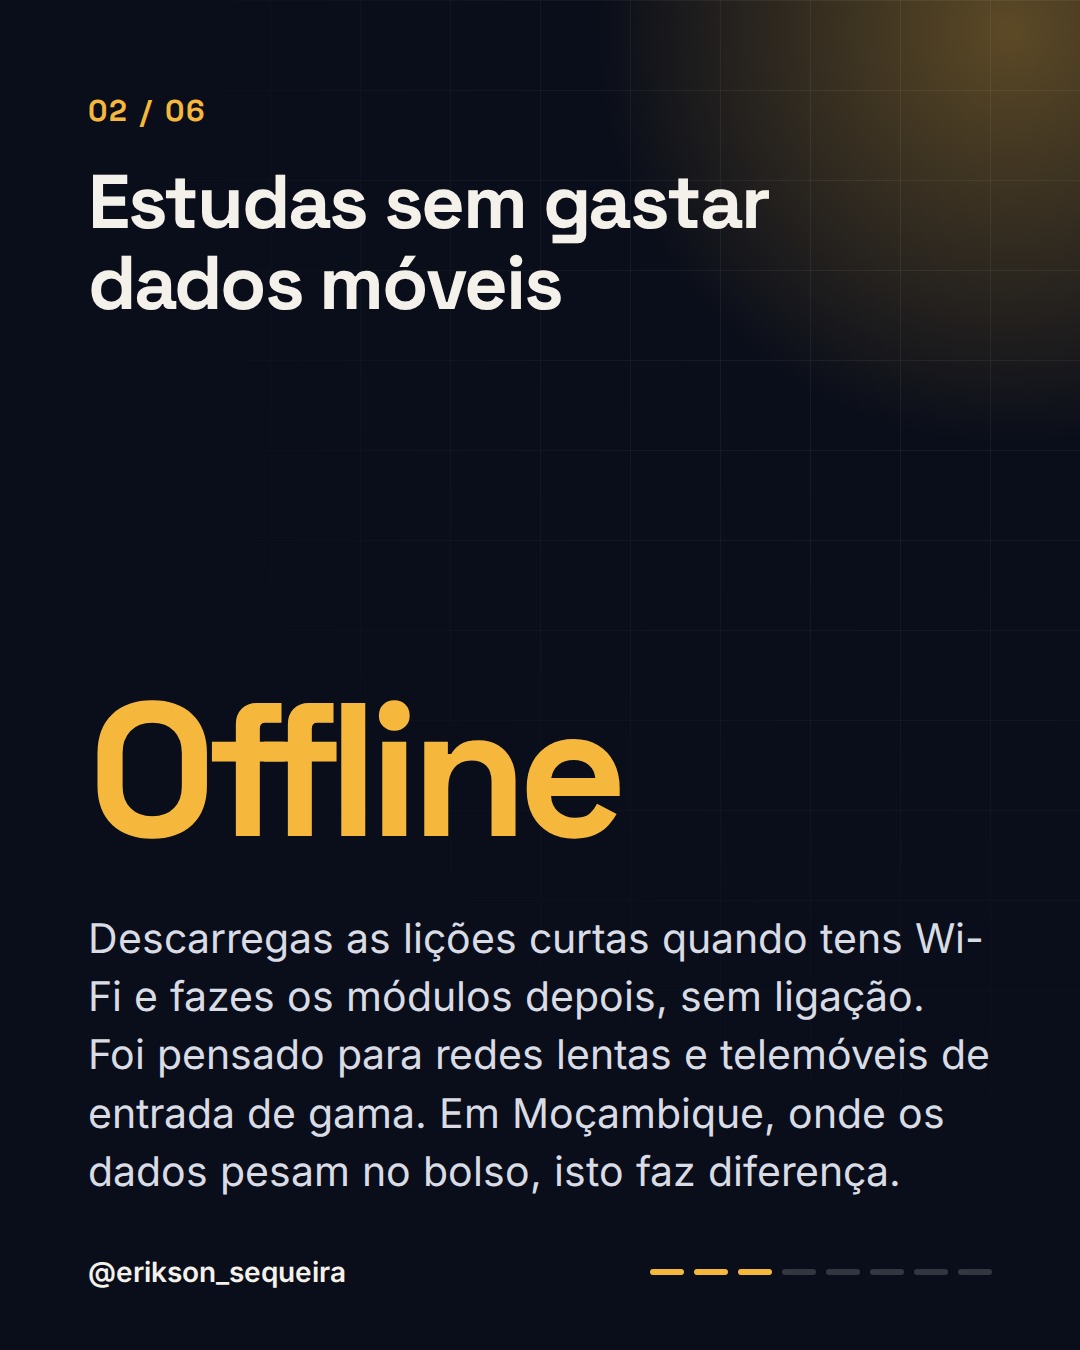 02 / 06
Estudas sem gastar
dados móveis
Offline
Descarregas as lições curtas quando tens Wi-
Fi e fazes os módulos depois, sem ligação.
Foi pensado para redes lentas e telemóveis de
entrada de gama. Em Moçambique, onde os
dados pesam no bolso, isto faz diferença.
@erikson_sequeira